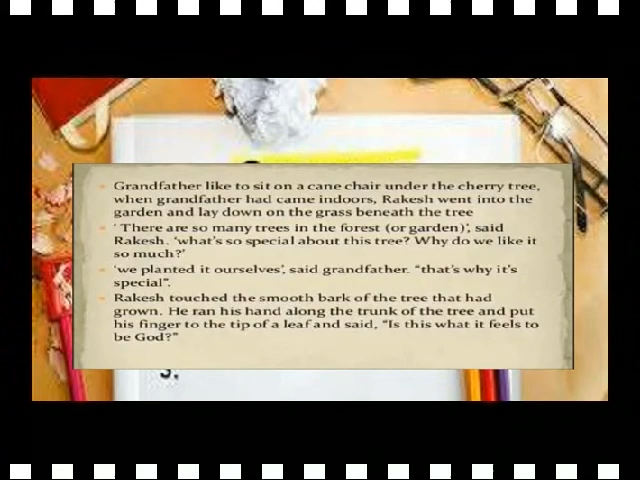 Grandfather like to sit on a cane chair under the cherry tree,
when grandfather had came indoors, Rakesh went into the
garden and lay down on the grass beneath the tree
' There are so many trees in the forest (or garden)', said
Rakesh. 'what's so special about this tree? Why do we like it
so much?'
'we planted it ourselves', said grandfather. "that's why it's
special".
Rakesh touched the smooth bark of the tree that had
grown. He ran his hand along the trunk of the tree and put
his finger to the tip of a leaf and said, "Is this what it feels to
be God?"
3.